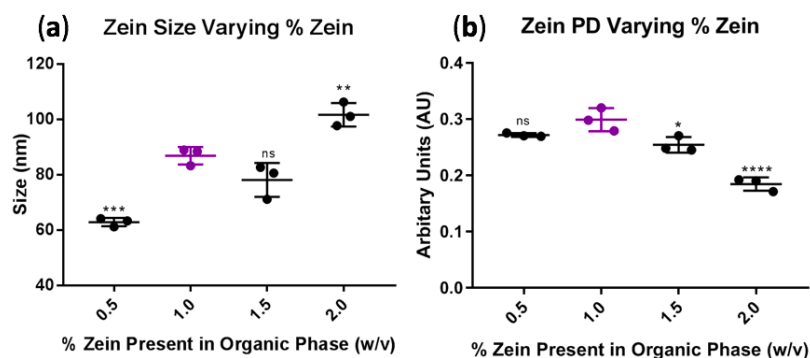 (a) Zein Size Varying % Zein
120
100
80
60
40
Size (nm)
***
ns
**
0.5 1.0 1.5 2.0
% Zein Present in Organic Phase (w/v)
(b) Zein PD Varying % Zein
0.4
0.3
0.2
0.1
0.0
Arbitary Units (AU)
ns
*
****
0.5 1.0 1.5 2.0
% Zein Present in Organic Phase (w/v)